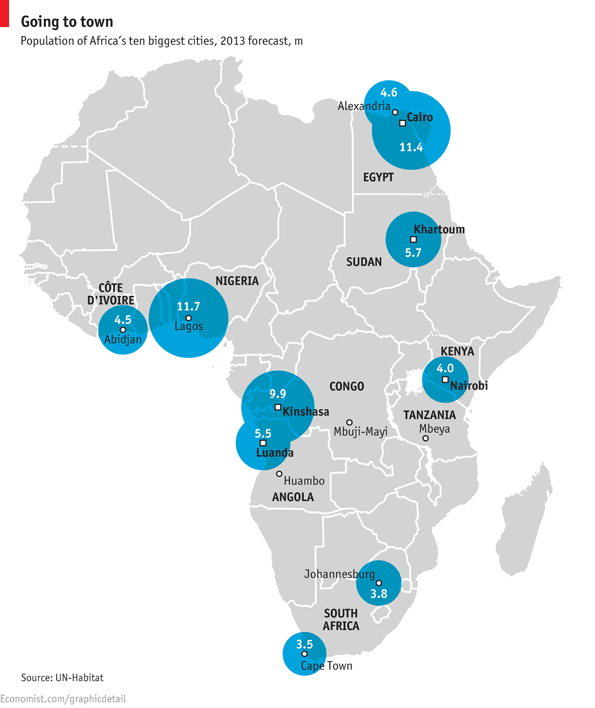 Going to town
Population of Africa's ten biggest cities, 2013 forecast, m
4.6
Alexandria
Cairo
11.4
EGYPT
Khartoum
5.7
SUDAN
NIGERIA
CÔTE
D'IVOIRE
11.7
Lagos
4.5
Abidjan
KENYA
4.0
Nairobi
CONGO
9.9
Kinshasa
TANZANIA
Mbeya
Mbuji-Mayi
5.5
Luanda
Huambo
ANGOLA
Johannesburg
3.8
SOUTH
AFRICA
3.5
Cape Town
Source: UN-Habitat
Economist.com/graphicdetail